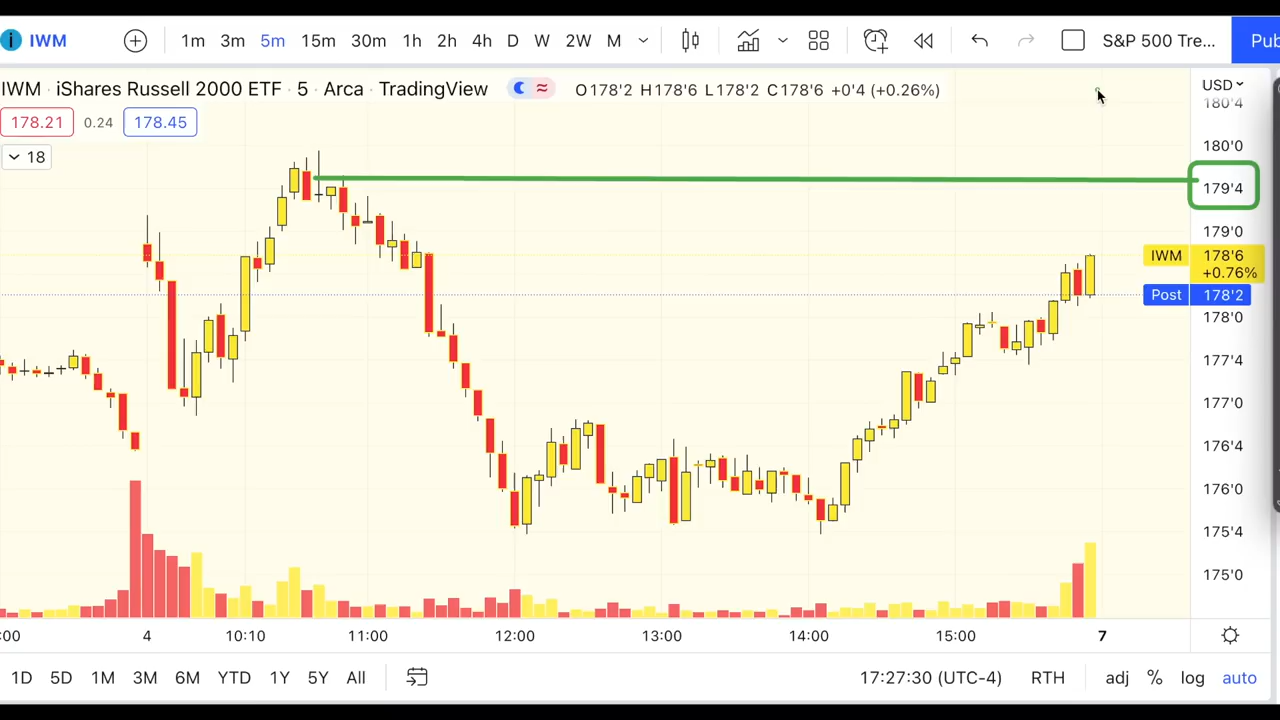 IWM 1m 3m 5m 15m 30m 1h 2h 4h D W 2W M S&P 500 Tre... Pub
IWM · iShares Russell 2000 ETF · 5 · Arca · TradingView O178'2 H178'6 L178'2 C178'6 +0'4 (+0.26%) USD
180'4
178.21 0.24 178.45
180'0
18
179'4
179'0
IWM 178'6
+0.76%
Post 178'2
178'0
177'4
177'0
176'4
176'0
175'4
175'0
:00 4 10:10 11:00 12:00 13:00 14:00 15:00 7
1D 5D 1M 3M 6M YTD 1Y 5Y All 17:27:30 (UTC-4) RTH adj % log auto